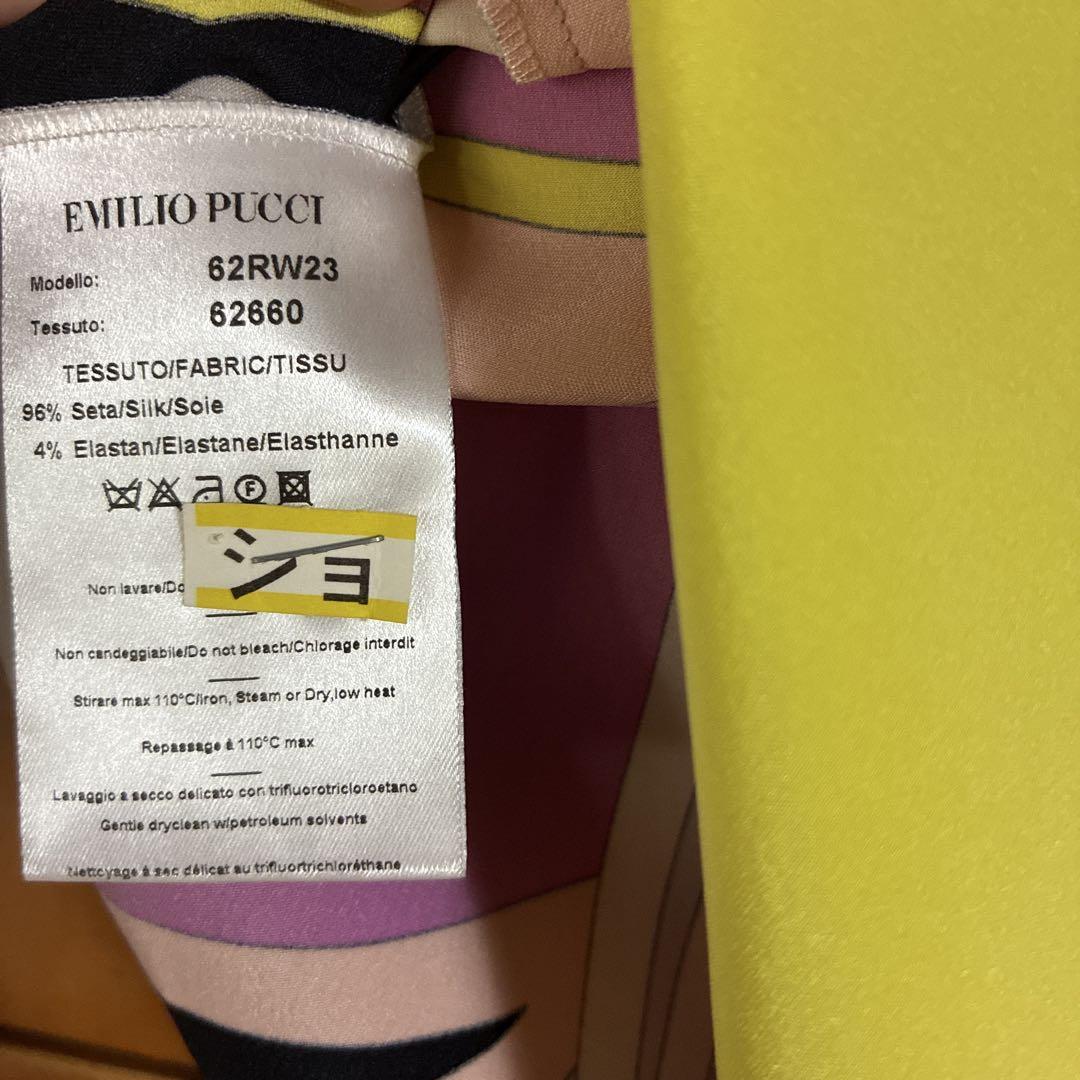 EMILIO PUCCI
Modello: 62RW23
Tessuto: 62660
TESSUTO/FABRIC/TISSU
96% Seta/Silk/Soie
4% Elastan/Elastane/Elasthanne
F
ショ
Non lavare/Do
Non candeggiabile/Do not bleach/Chlorage interdit
Stirare max 110°C/Iron, Steam or Dry,low heat
Repassage à 110°C max
Lavaggio a secco delicato con trifluorotricloroetano
Gentle dryclean w/petroleum solvents
Nettoyage à sec délicat au trifluortrichloréthane